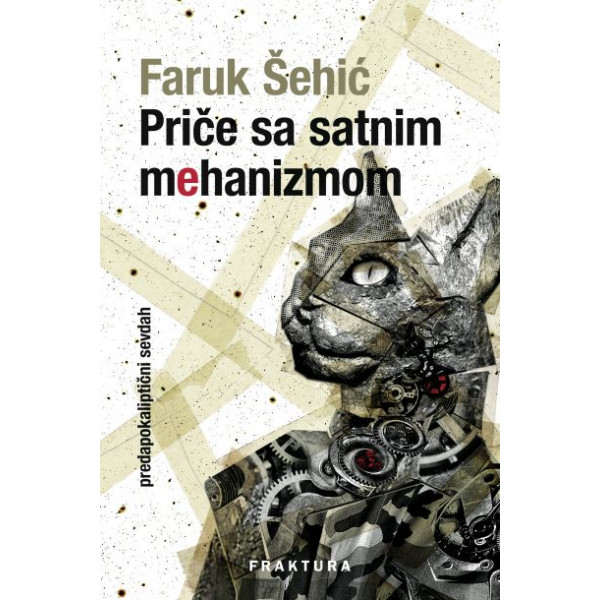 Faruk Šehić
Priče sa satnim
mehanizmom
predapokaliptični sevdah
FRAKTURA